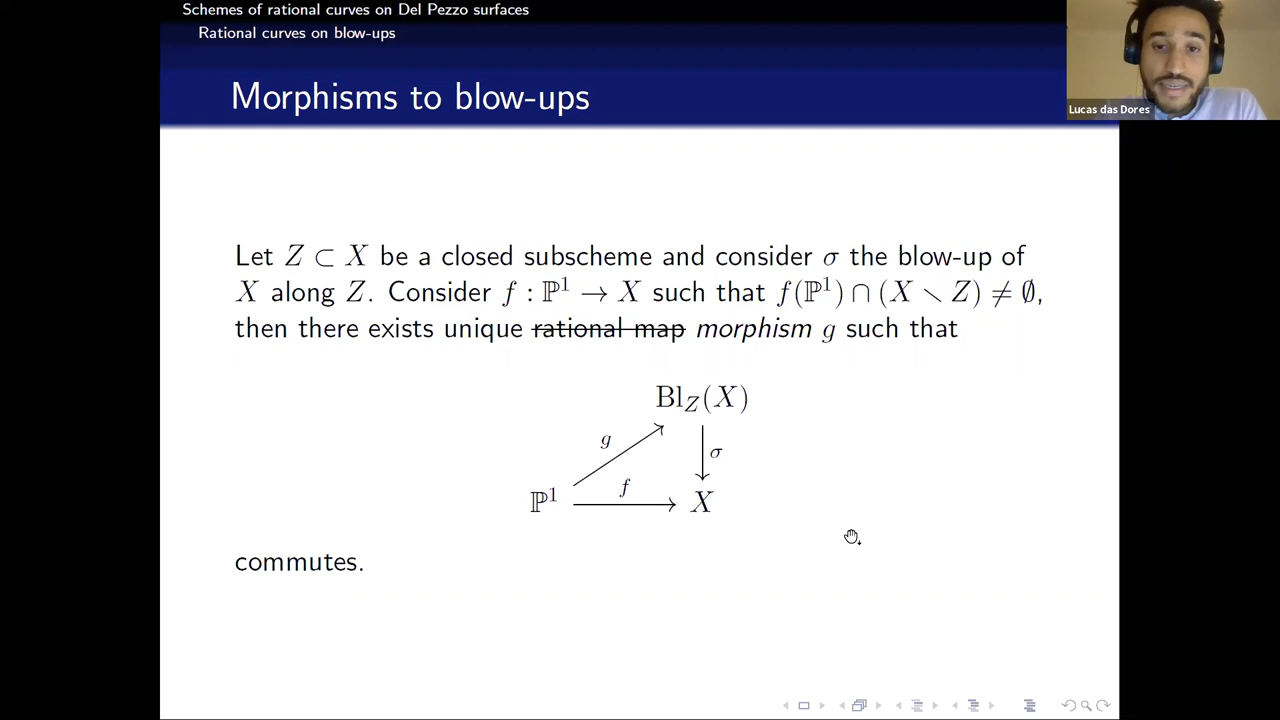 Schemes of rational curves on Del Pezzo surfaces
Rational curves on blow-ups
Morphisms to blow-ups
Lucas das Dores
Let Z ⊂ X be a closed subscheme and consider σ the blow-up of
X along Z. Consider f : ℙ¹ → X such that f(ℙ¹) ∩ (X ∖ Z) ≠ ∅,
then there exists unique rational map morphism g such that
Bl_Z(X)
g
σ
f
ℙ¹
X
commutes.